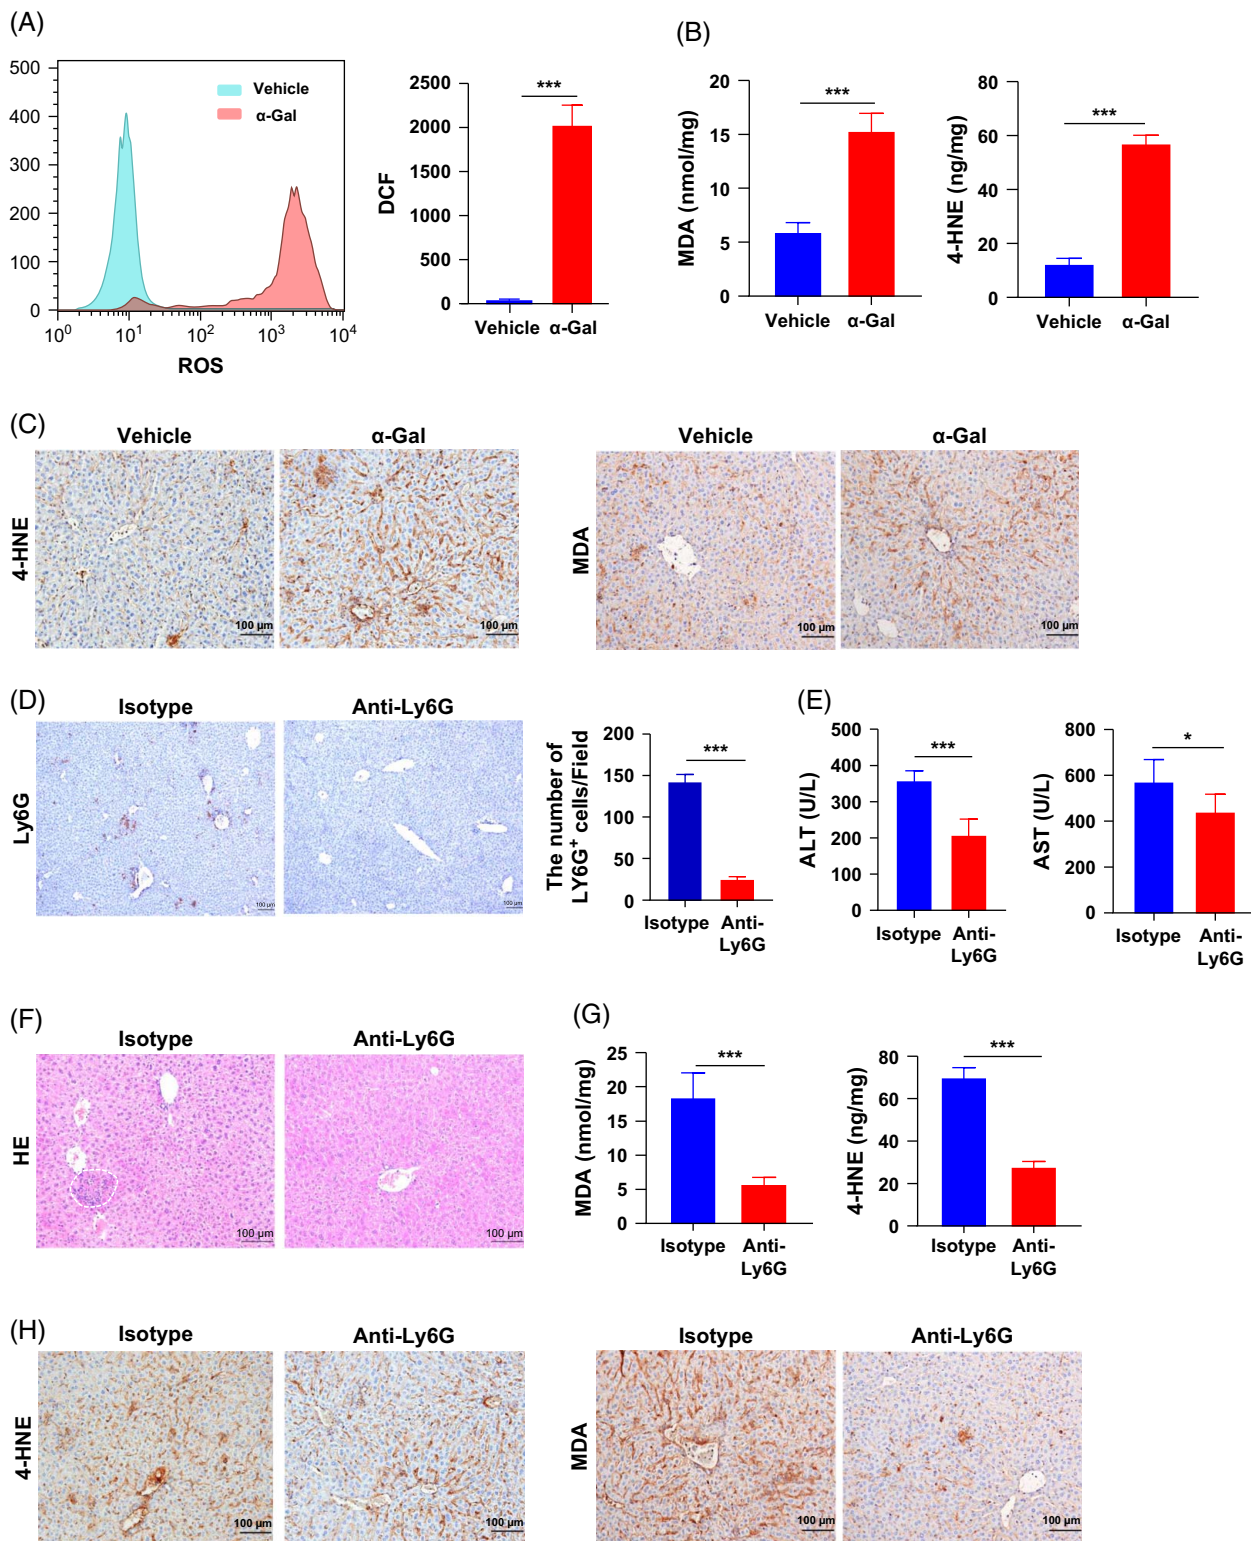 (A)
500
400
300
200
100
0
10⁰ 10¹ 10² 10³ 10⁴
ROS
Vehicle
α-Gal
DCF
2500
2000
1500
1000
500
0
***
Vehicle α-Gal
(B)
MDA (nmol/mg)
20
15
10
5
0
***
Vehicle α-Gal
4-HNE (ng/mg)
80
60
40
20
0
***
Vehicle α-Gal
(C)
Vehicle α-Gal
4-HNE
100 µm 100 µm
Vehicle α-Gal
MDA
100 µm 100 µm
(D)
Isotype Anti-Ly6G
Ly6G
100 µm 100 µm
The number of
LY6G⁺ cells/Field
200
150
100
50
0
***
Isotype Anti-
Ly6G
(E)
ALT (U/L)
500
400
300
200
100
0
***
Isotype Anti-
Ly6G
AST (U/L)
800
600
400
200
0
*
Isotype Anti-
Ly6G
(F)
Isotype Anti-Ly6G
HE
100 µm 100 µm
(G)
MDA (nmol/mg)
25
20
15
10
5
0
***
Isotype Anti-
Ly6G
4-HNE (ng/mg)
80
60
40
20
0
***
Isotype Anti-
Ly6G
(H)
Isotype Anti-Ly6G
4-HNE
100 µm 100 µm
Isotype Anti-Ly6G
MDA
100 µm 100 µm